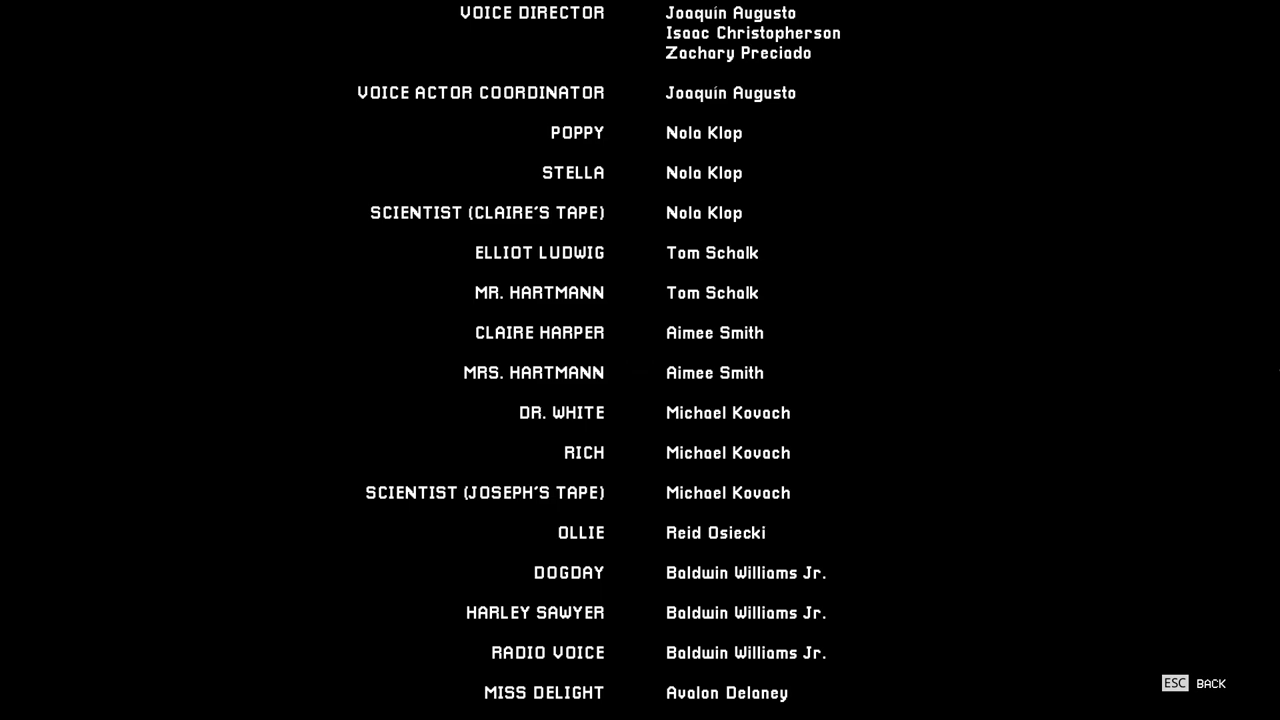 VOICE DIRECTOR Joaquín Augusto
Isaac Christopherson
Zachary Preciado
VOICE ACTOR COORDINATOR Joaquín Augusto
POPPY Nola Klop
STELLA Nola Klop
SCIENTIST (CLAIRE'S TAPE) Nola Klop
ELLIOT LUDWIG Tom Schalk
MR. HARTMANN Tom Schalk
CLAIRE HARPER Aimee Smith
MRS. HARTMANN Aimee Smith
DR. WHITE Michael Kovach
RICH Michael Kovach
SCIENTIST (JOSEPH'S TAPE) Michael Kovach
OLLIE Reid Osiecki
DOGDAY Baldwin Williams Jr.
HARLEY SAWYER Baldwin Williams Jr.
RADIO VOICE Baldwin Williams Jr.
MISS DELIGHT Avalon Delaney
ESC BACK